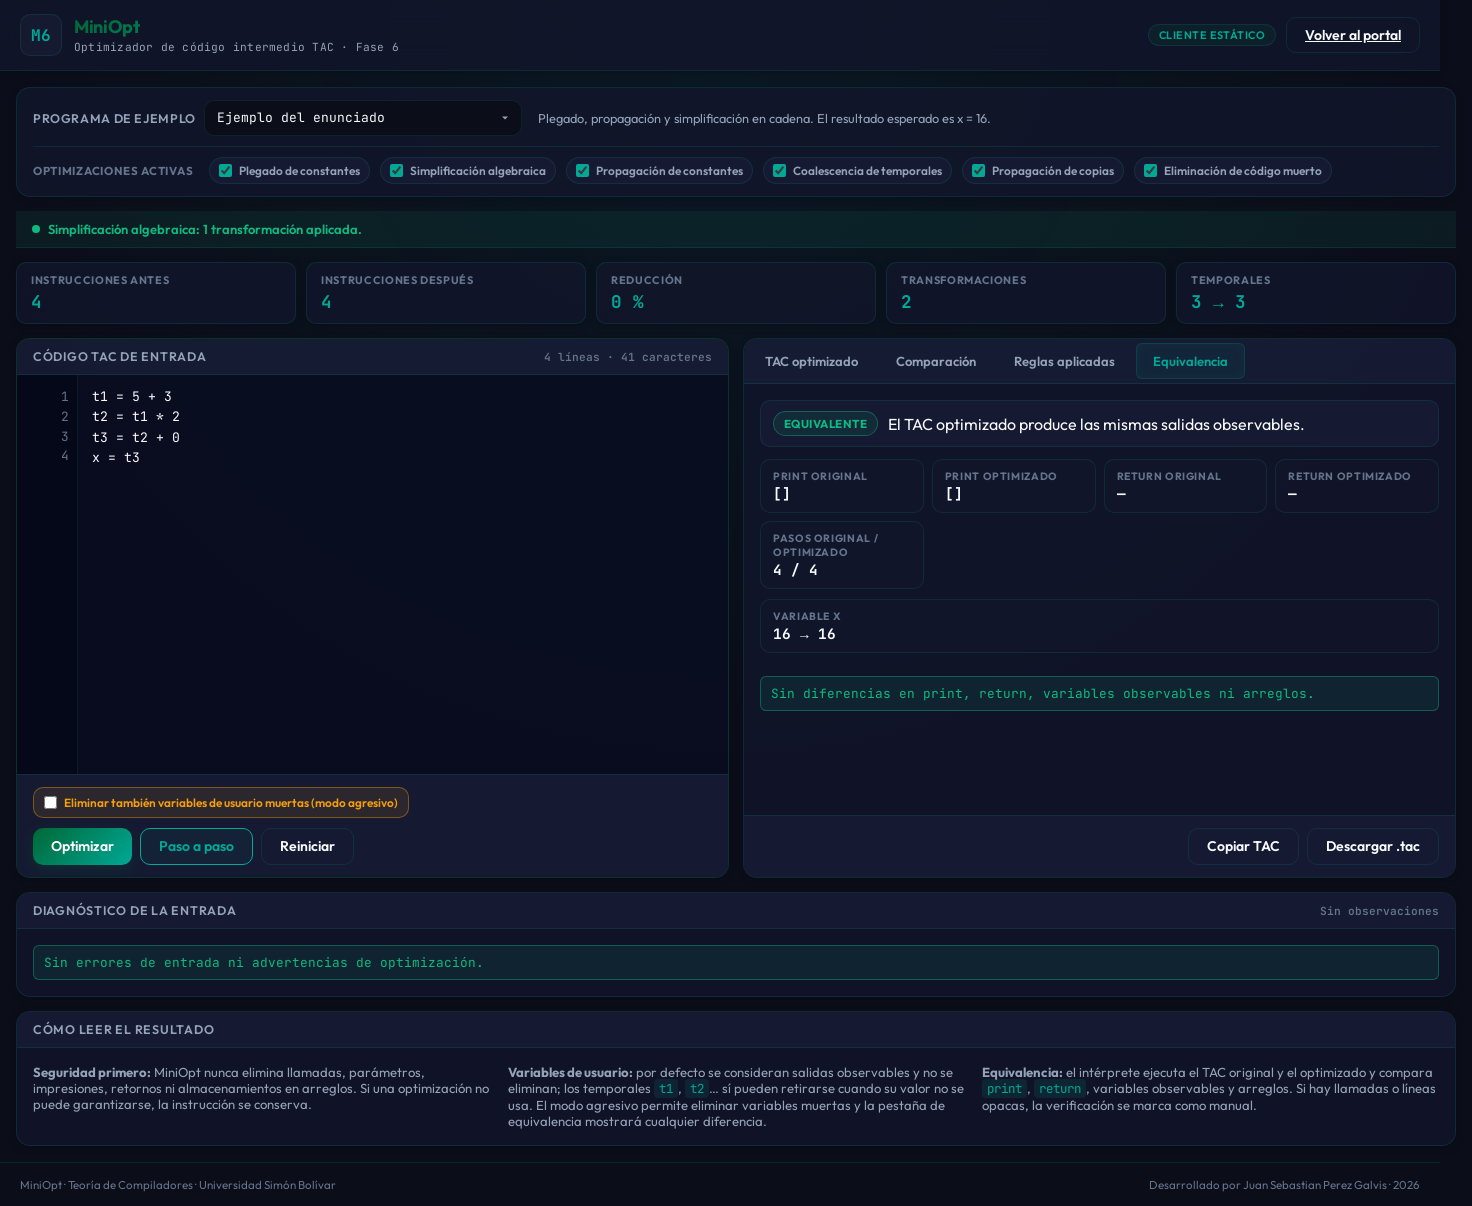 M6
MiniOpt
Optimizador de código intermedio TAC · Fase 6
CLIENTE ESTÁTICO
Volver al portal
PROGRAMA DE EJEMPLO
Ejemplo del enunciado
Plegado, propagación y simplificación en cadena. El resultado esperado es x = 16.
OPTIMIZACIONES ACTIVAS
Plegado de constantes
Simplificación algebraica
Propagación de constantes
Coalescencia de temporales
Propagación de copias
Eliminación de código muerto
Simplificación algebraica: 1 transformación aplicada.
INSTRUCCIONES ANTES
4
INSTRUCCIONES DESPUÉS
4
REDUCCIÓN
0 %
TRANSFORMACIONES
2
TEMPORALES
3 → 3
CÓDIGO TAC DE ENTRADA
4 líneas · 41 caracteres
1 t1 = 5 + 3
2 t2 = t1 * 2
3 t3 = t2 + 0
4 x = t3
Eliminar también variables de usuario muertas (modo agresivo)
Optimizar
Paso a paso
Reiniciar
TAC optimizado
Comparación
Reglas aplicadas
Equivalencia
EQUIVALENTE
El TAC optimizado produce las mismas salidas observables.
PRINT ORIGINAL
[]
PRINT OPTIMIZADO
[]
RETURN ORIGINAL
—
RETURN OPTIMIZADO
—
PASOS ORIGINAL /
OPTIMIZADO
4 / 4
VARIABLE X
16 → 16
Sin diferencias en print, return, variables observables ni arreglos.
Copiar TAC
Descargar .tac
DIAGNÓSTICO DE LA ENTRADA
Sin observaciones
Sin errores de entrada ni advertencias de optimización.
CÓMO LEER EL RESULTADO
Seguridad primero: MiniOpt nunca elimina llamadas, parámetros,
impresiones, retornos ni almacenamientos en arreglos. Si una optimización no
puede garantizarse, la instrucción se conserva.
Variables de usuario: por defecto se consideran salidas observables y no se
eliminan; los temporales t1, t2… sí pueden retirarse cuando su valor no se
usa. El modo agresivo permite eliminar variables muertas y la pestaña de
equivalencia mostrará cualquier diferencia.
Equivalencia: el intérprete ejecuta el TAC original y el optimizado y compara
print, return, variables observables y arreglos. Si hay llamadas o líneas
opacas, la verificación se marca como manual.
MiniOpt · Teoría de Compiladores · Universidad Simón Bolívar
Desarrollado por Juan Sebastian Perez Galvis · 2026